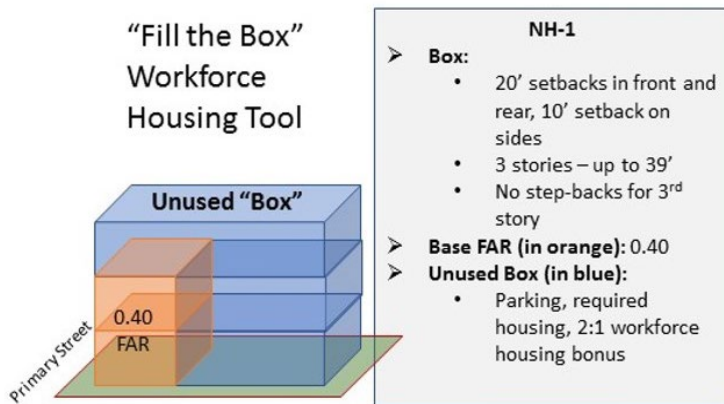 “Fill the Box”
Workforce
Housing Tool
Unused “Box”
0.40
FAR
Primary Street
NH-1
➢ Box:
• 20’ setbacks in front and
rear, 10’ setback on
sides
• 3 stories – up to 39’
• No step-backs for 3rd
story
➢ Base FAR (in orange): 0.40
➢ Unused Box (in blue):
• Parking, required
housing, 2:1 workforce
housing bonus